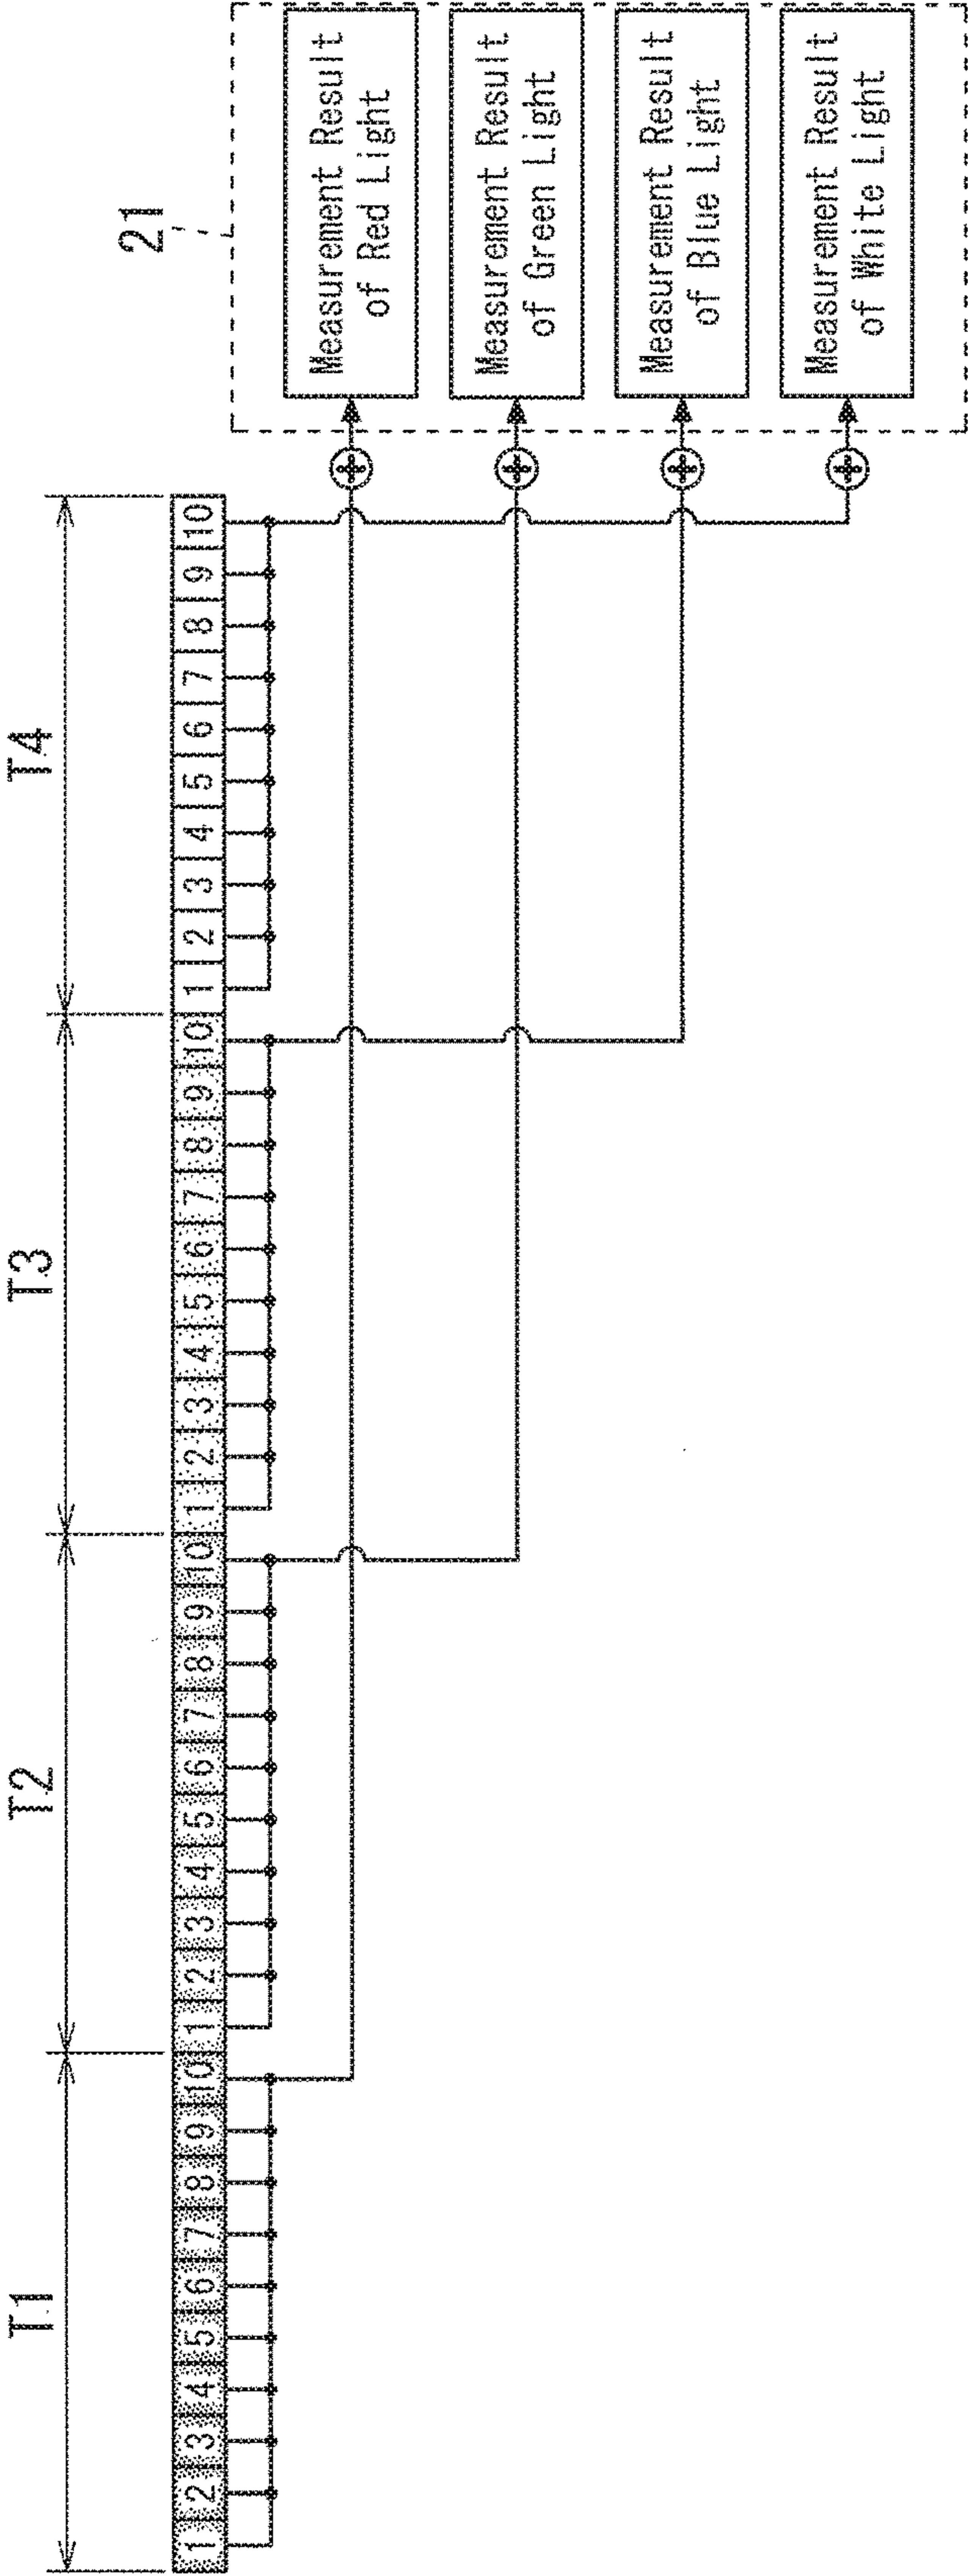 T1 T2 T3 T4
1 2 3 4 5 6 7 8 9 10 1 2 3 4 5 6 7 8 9 10 1 2 3 4 5 6 7 8 9 10 1 2 3 4 5 6 7 8 9 10
21
Measurement Result
of Red Light
Measurement Result
of Green Light
Measurement Result
of Blue Light
Measurement Result
of White Light